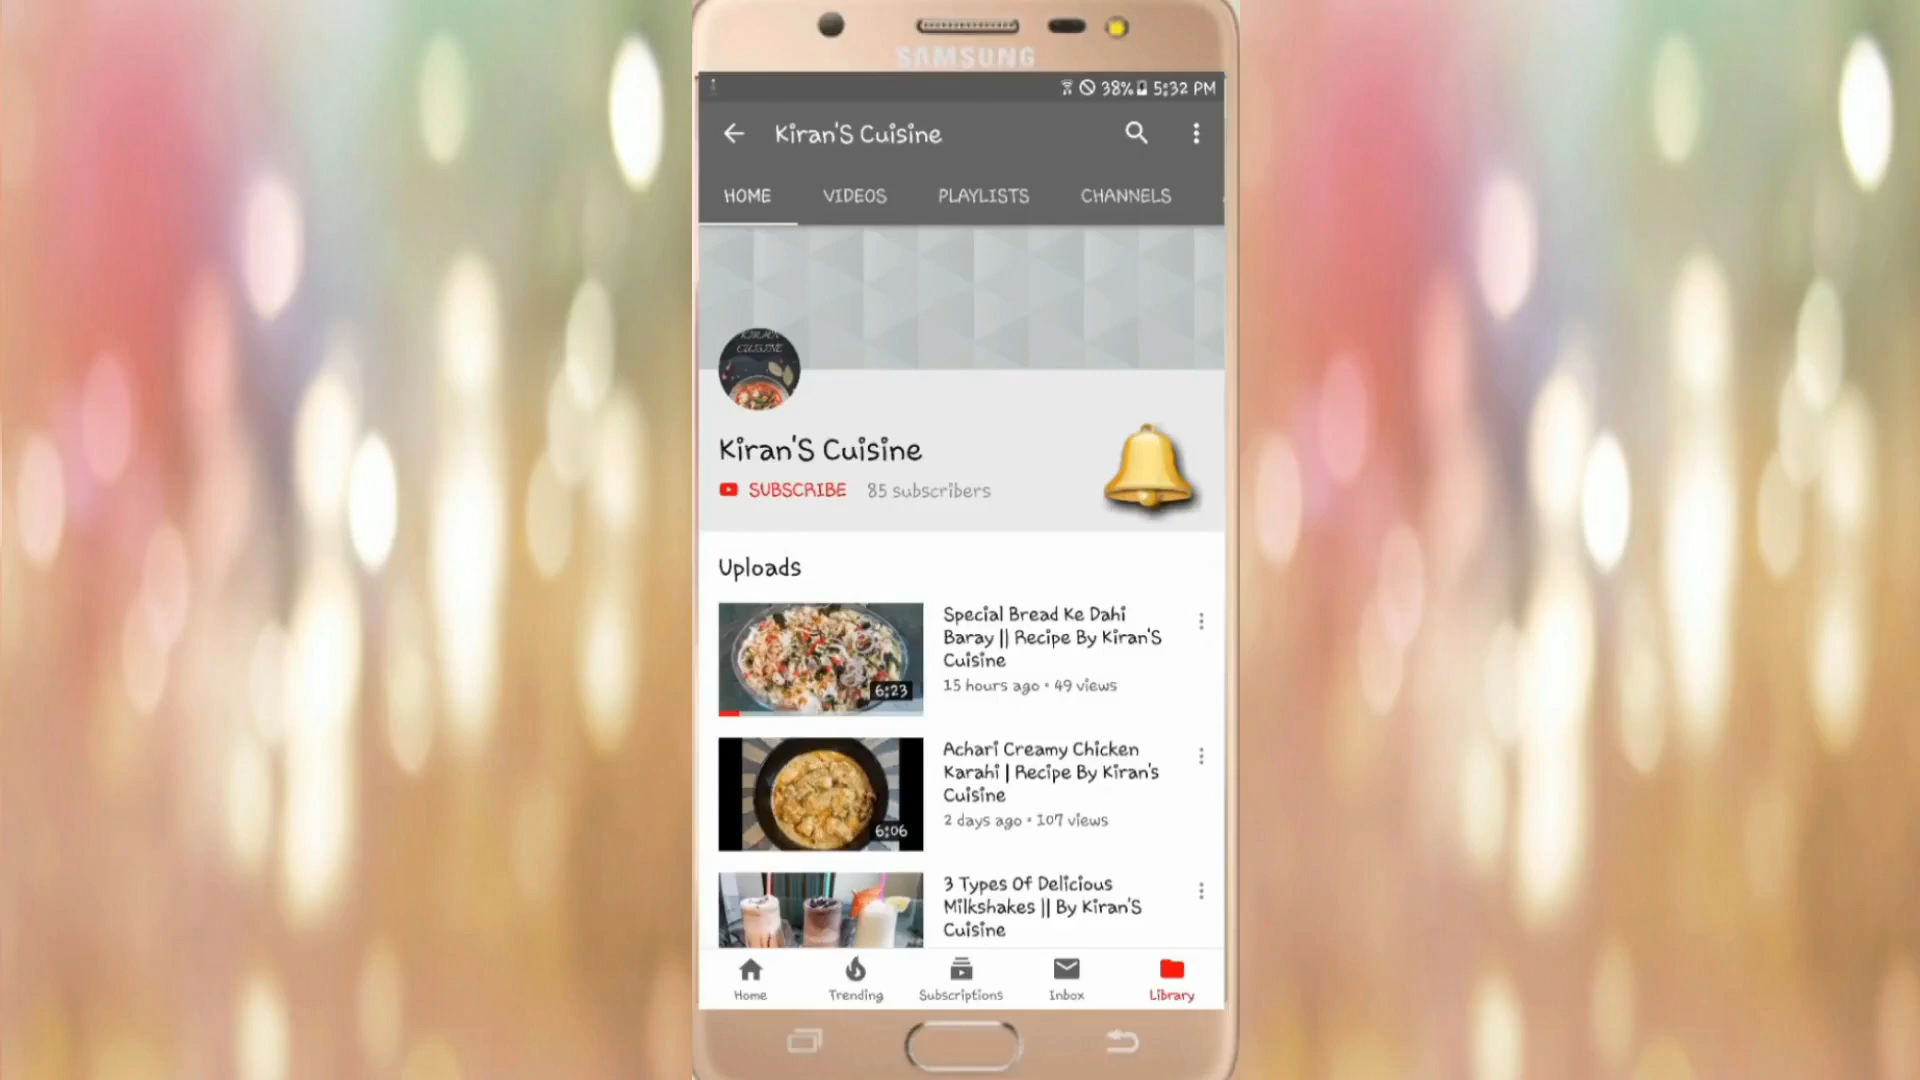 SAMSUNG
38% 5:32 PM
Kiran'S Cuisine
HOME VIDEOS PLAYLISTS CHANNELS
KIRAN'S
CUISINE
Kiran'S Cuisine
SUBSCRIBE 85 subscribers
Uploads
Special Bread Ke Dahi
Baray || Recipe By Kiran'S
Cuisine
15 hours ago • 49 views
6:23
Achari Creamy Chicken
Karahi | Recipe By Kiran's
Cuisine
2 days ago • 107 views
6:06
3 Types Of Delicious
Milkshakes || By Kiran'S
Cuisine
Home Trending Subscriptions Inbox Library